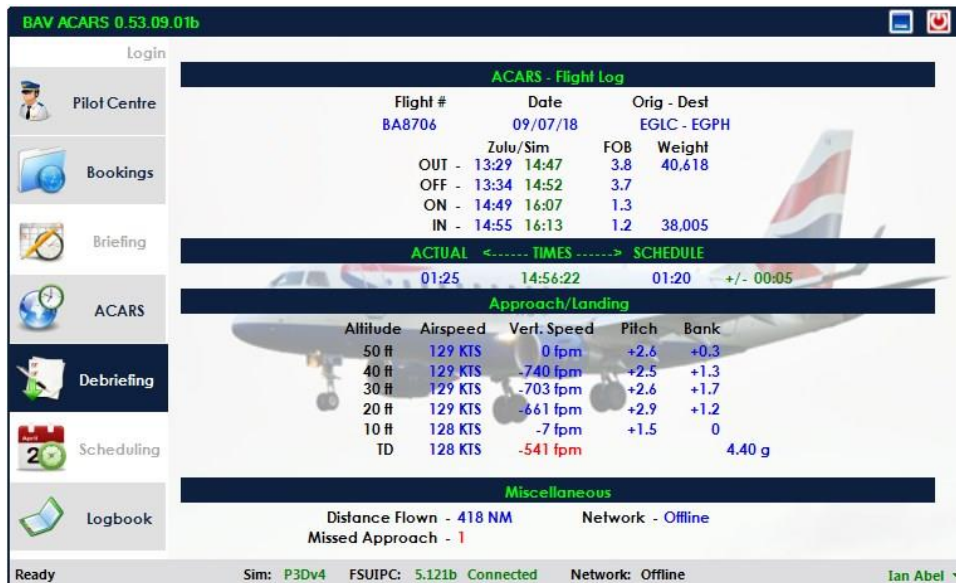 BAV ACARS 0.53.09.01b
Login
Pilot Centre
Bookings
Briefing
ACARS
Debriefing
April
2
Scheduling
Logbook
ACARS - Flight Log
Flight # Date Orig - Dest
BA8706 09/07/18 EGLC - EGPH
Zulu/Sim FOB Weight
OUT - 13:29 14:47 3.8 40,618
OFF - 13:34 14:52 3.7
ON - 14:49 16:07 1.3
IN - 14:55 16:13 1.2 38,005
ACTUAL <------ TIMES ------> SCHEDULE
01:25 14:56:22 01:20 +/- 00:05
Approach/Landing
Altitude Airspeed Vert. Speed Pitch Bank
50 ft 129 KTS 0 fpm +2.6 +0.3
40 ft 129 KTS -740 fpm +2.5 +1.3
30 ft 129 KTS -703 fpm +2.6 +1.7
20 ft 129 KTS -661 fpm +2.9 +1.2
10 ft 128 KTS -7 fpm +1.5 0
TD 128 KTS -541 fpm 4.40 g
Miscellaneous
Distance Flown - 418 NM Network - Offline
Missed Approach - 1
Ready Sim: P3Dv4 FSUIPC: 5.121b Connected Network: Offline Ian Abel